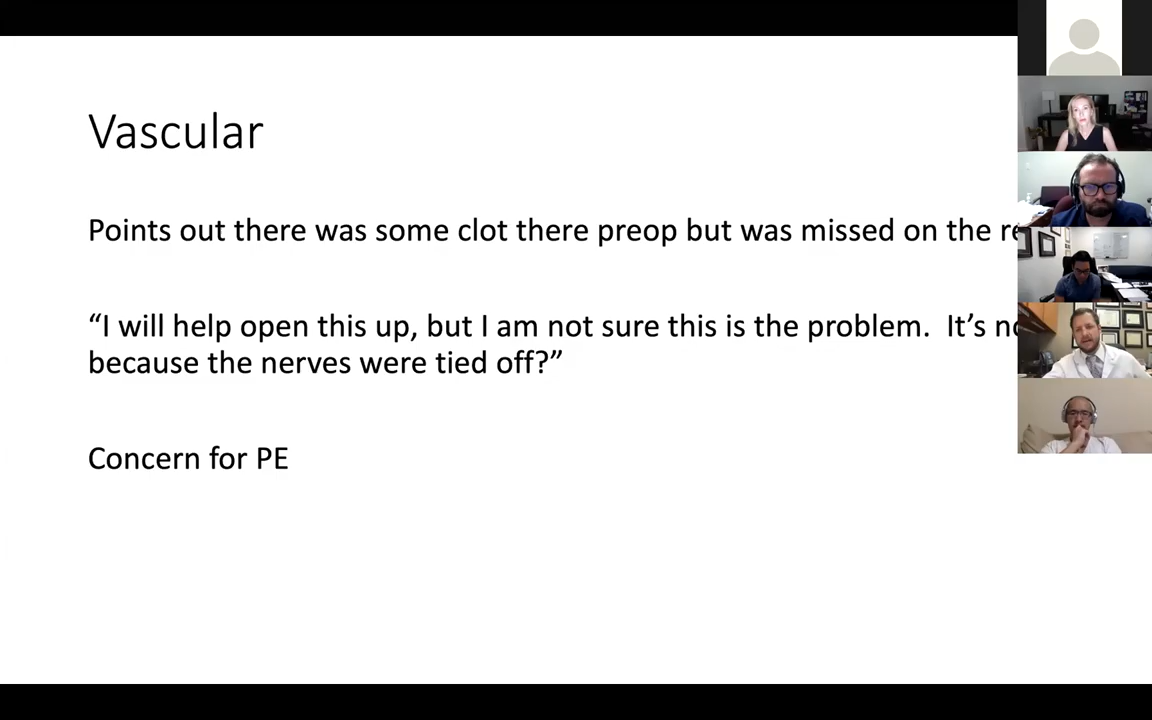 Vascular
Points out there was some clot there preop but was missed on the
“I will help open this up, but I am not sure this is the problem.  It’s
because the nerves were tied off?”
Concern for PE